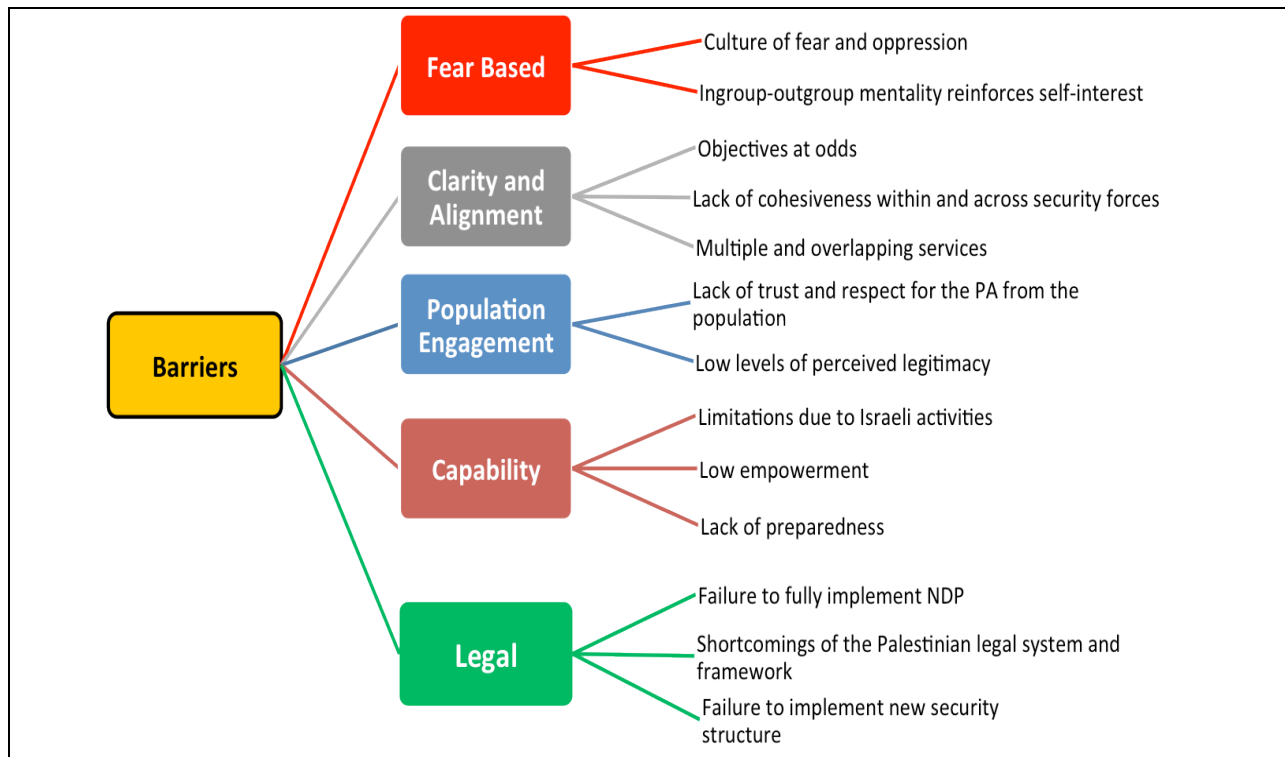 Barriers
Fear Based
Culture of fear and oppression
Ingroup-outgroup mentality reinforces self-interest
Clarity and
Alignment
Objectives at odds
Lack of cohesiveness within and across security forces
Multiple and overlapping services
Population
Engagement
Lack of trust and respect for the PA from the
population
Low levels of perceived legitimacy
Capability
Limitations due to Israeli activities
Low empowerment
Lack of preparedness
Legal
Failure to fully implement NDP
Shortcomings of the Palestinian legal system and
framework
Failure to implement new security
structure